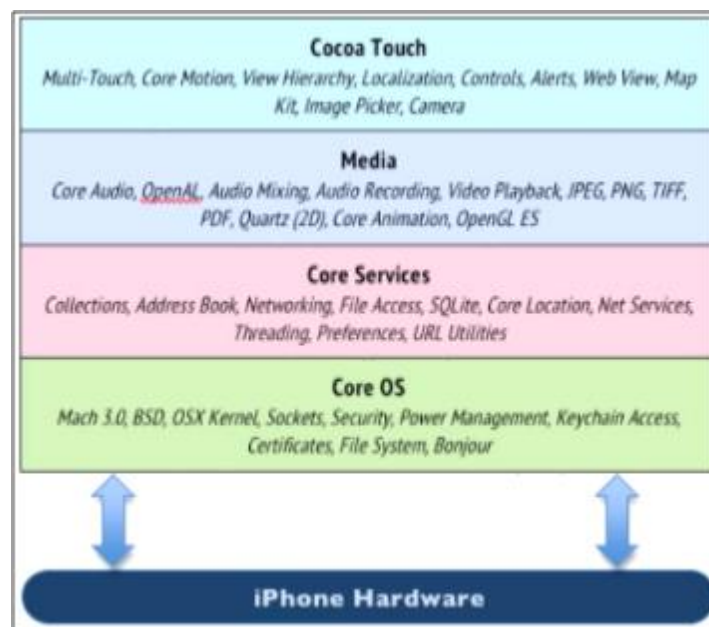 Cocoa Touch
Multi-Touch, Core Motion, View Hierarchy, Localization, Controls, Alerts, Web View, Map
Kit, Image Picker, Camera
Media
Core Audio, OpenAL, Audio Mixing, Audio Recording, Video Playback, JPEG, PNG, TIFF,
PDF, Quartz (2D), Core Animation, OpenGL ES
Core Services
Collections, Address Book, Networking, File Access, SQLite, Core Location, Net Services,
Threading, Preferences, URL Utilities
Core OS
Mach 3.0, BSD, OSX Kernel, Sockets, Security, Power Management, Keychain Access,
Certificates, File System, Bonjour
iPhone Hardware